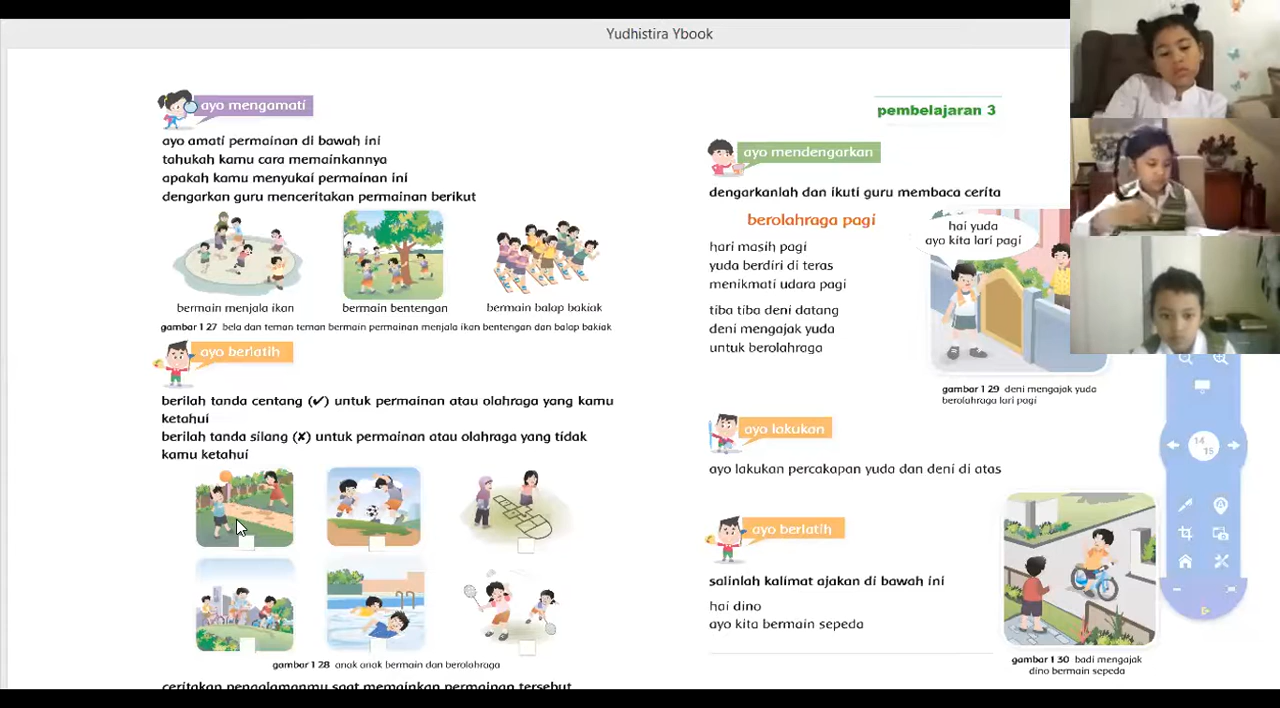 Yudhistira Ybook
ayo mengamati
ayo amati permainan di bawah ini
tahukah kamu cara memainkannya
apakah kamu menyukai permainan ini
dengarkan guru menceritakan permainan berikut
bermain menjala ikan
bermain bentengan
bermain balap bakiak
gambar 1 27 bela dan teman teman bermain permainan menjala ikan bentengan dan balap bakiak
ayo berlatih
berilah tanda centang (✔) untuk permainan atau olahraga yang kamu
ketahui
berilah tanda silang (✘) untuk permainan atau olahraga yang tidak
kamu ketahui
gambar 1 28 anak anak bermain dan berolahraga
ceritakan pengalamanmu saat memainkan permainan tersebut
pembelajaran 3
ayo mendengarkan
dengarkanlah dan ikuti guru membaca cerita
berolahraga pagi
hari masih pagi
yuda berdiri di teras
menikmati udara pagi
tiba tiba deni datang
deni mengajak yuda
untuk berolahraga
hai yuda
ayo kita lari pagi
gambar 1 29 deni mengajak yuda
berolahraga lari pagi
ayo lakukan
ayo lakukan percakapan yuda dan deni di atas
ayo berlatih
salinlah kalimat ajakan di bawah ini
hai dino
ayo kita bermain sepeda
gambar 1 30 badi mengajak
dino bermain sepeda
14
15